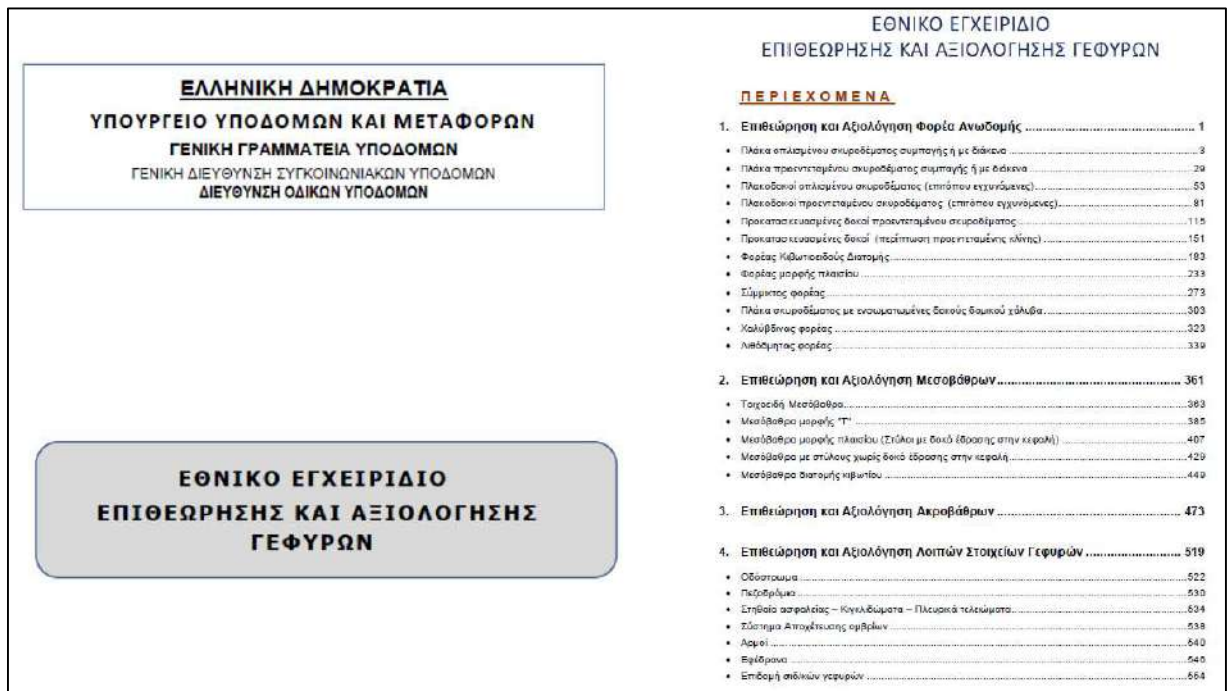 ΕΛΛΗΝΙΚΗ ΔΗΜΟΚΡΑΤΙΑ
ΥΠΟΥΡΓΕΙΟ ΥΠΟΔΟΜΩΝ ΚΑΙ ΜΕΤΑΦΟΡΩΝ
ΓΕΝΙΚΗ ΓΡΑΜΜΑΤΕΙΑ ΥΠΟΔΟΜΩΝ
ΓΕΝΙΚΗ ΔΙΕΥΘΥΝΣΗ ΣΥΓΚΟΙΝΩΝΙΑΚΩΝ ΥΠΟΔΟΜΩΝ
ΔΙΕΥΘΥΝΣΗ ΟΔΙΚΩΝ ΥΠΟΔΟΜΩΝ
ΕΘΝΙΚΟ ΕΓΧΕΙΡΙΔΙΟ
ΕΠΙΘΕΩΡΗΣΗΣ ΚΑΙ ΑΞΙΟΛΟΓΗΣΗΣ
ΓΕΦΥΡΩΝ
ΕΘΝΙΚΟ ΕΓΧΕΙΡΙΔΙΟ
ΕΠΙΘΕΩΡΗΣΗΣ ΚΑΙ ΑΞΙΟΛΟΓΗΣΗΣ ΓΕΦΥΡΩΝ
ΠΕΡΙΕΧΟΜΕΝΑ
1. Επιθεώρηση και Αξιολόγηση Φορέα Ανωδομής ... 1
• Πλάκα οπλισμένου σκυροδέματος συμπαγής ή με διάκενα ... 3
• Πλάκα προεντεταμένου σκυροδέματος συμπαγής ή με διάκενα ... 29
• Πλακοδοκοί οπλισμένου σκυροδέματος (επιτόπου εγχυνόμενες) ... 53
• Πλακοδοκοί προεντεταμένου σκυροδέματος (επιτόπου εγχυνόμενες) ... 81
• Προκατασκευασμένες δοκοί προεντεταμένου σκυροδέματος ... 115
• Προκατασκευασμένες δοκοί (περίπτωση προεντεταμένης κλίνης) ... 151
• Φορέας Κιβωτιοειδούς Διατομής ... 183
• Φορέας μορφής πλαισίου ... 233
• Σύμμικτος φορέας ... 273
• Πλάκα σκυροδέματος με ενσωματωμένες δοκούς δομικού χάλυβα ... 303
• Χαλύβδινος φορέας ... 323
• Λιθόδμητος φορέας ... 339
2. Επιθεώρηση και Αξιολόγηση Μεσοβάθρων ... 361
• Τοιχοειδή Μεσόβαθρα ... 363
• Μεσόβαθρα μορφής "Τ" ... 385
• Μεσόβαθρα μορφής πλαισίου (Στύλοι με δοκό έδρασης στην κεφαλή) ... 407
• Μεσόβαθρα με στύλους χωρίς δοκό έδρασης στην κεφαλή ... 429
• Μεσόβαθρα διατομής κιβωτίου ... 449
3. Επιθεώρηση και Αξιολόγηση Ακροβάθρων ... 473
4. Επιθεώρηση και Αξιολόγηση Λοιπών Στοιχείων Γεφυρών ... 519
• Οδόστρωμα ... 522
• Πεζοδρόμια ... 530
• Στηθαία ασφαλείας – Κιγκλιδώματα – Πλευρικά τελειώματα ... 534
• Σύστημα Αποχέτευσης ομβρίων ... 538
• Αρμοί ... 540
• Εφέδρανα ... 546
• Επιδομή σιδ/κών γεφυρών ... 554